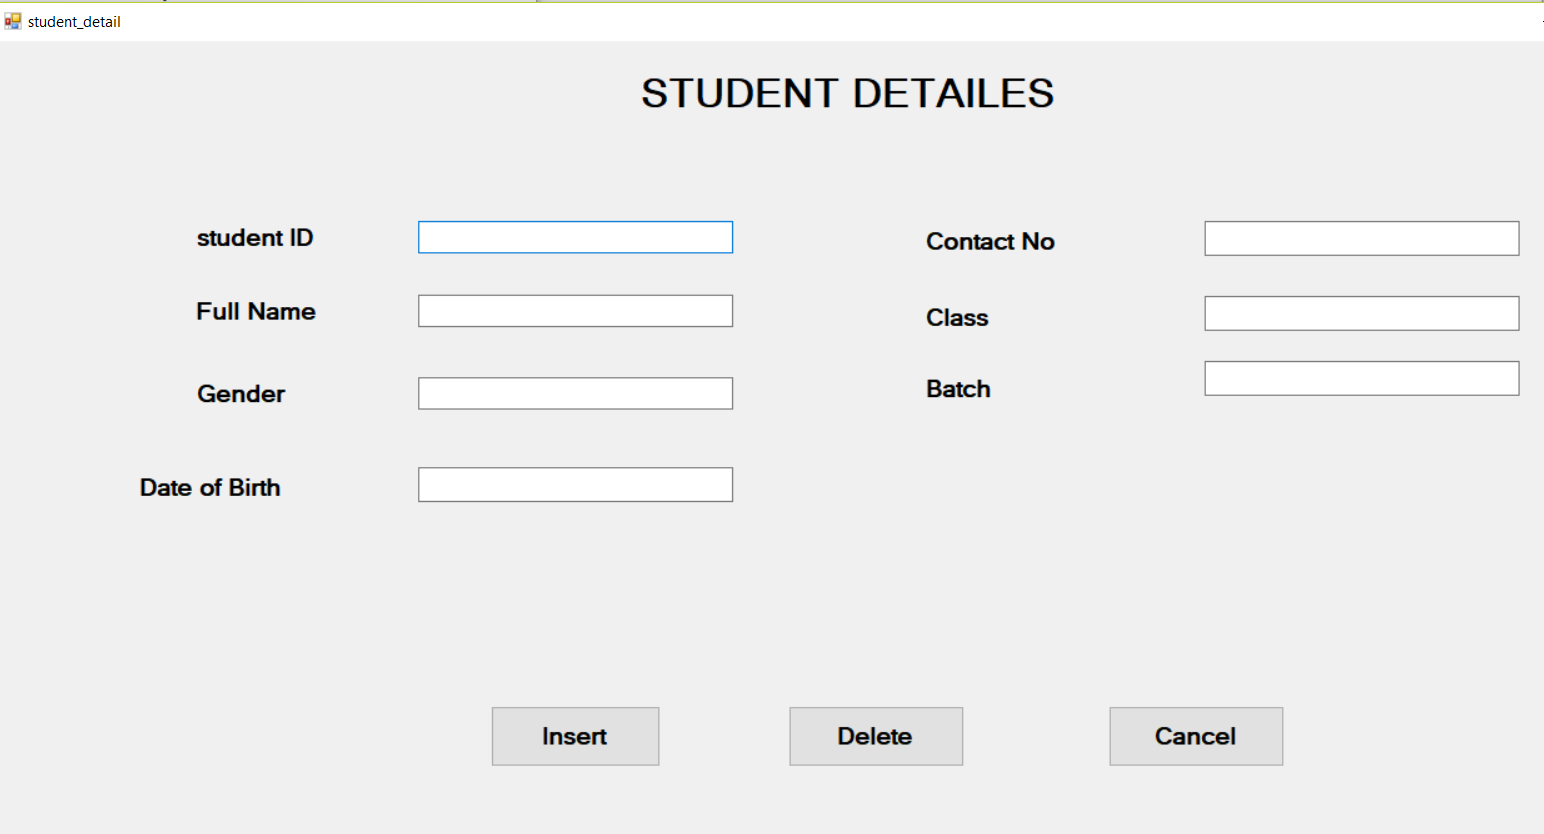 student_detail
STUDENT DETAILES
student ID
Contact No
Full Name
Class
Gender
Batch
Date of Birth
Insert
Delete
Cancel